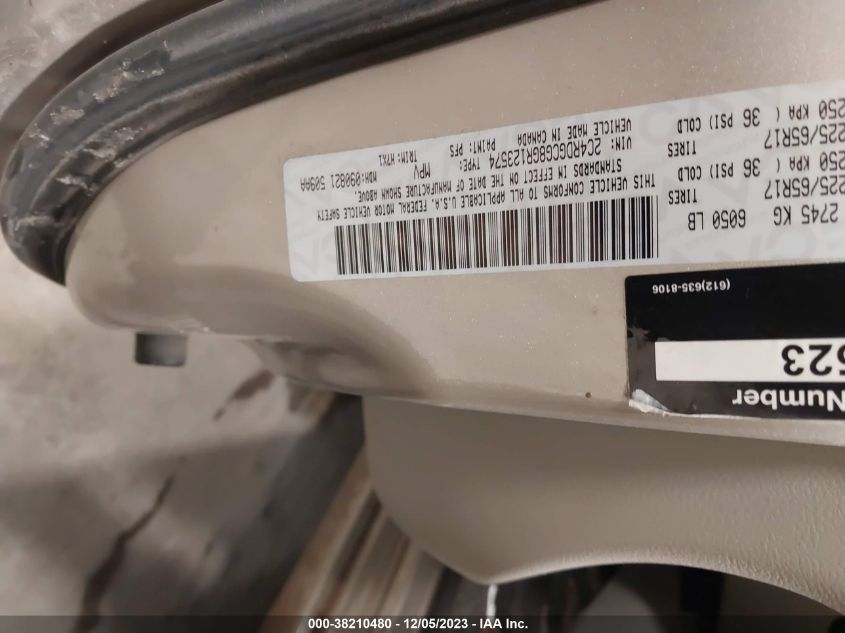 2745 KG 6050 LB
225/65R17 TIRES
250 KPA ( 36 PSI) COLD
225/65R17 TIRES
250 KPA ( 36 PSI) COLD
THIS VEHICLE CONFORMS TO ALL APPLICABLE U.S.A. FEDERAL MOTOR VEHICLE SAFETY
STANDARDS IN EFFECT ON THE DATE OF MANUFACTURE SHOWN ABOVE
VIN: 2C4RDGCG8GR123574 TYPE: MPV MDH:090821 509AA
VEHICLE MADE IN CANADA PAINT: PFS TRIM:H7X1
Number
523
(612)635-8106
000-38210480 - 12/05/2023 - IAA Inc.